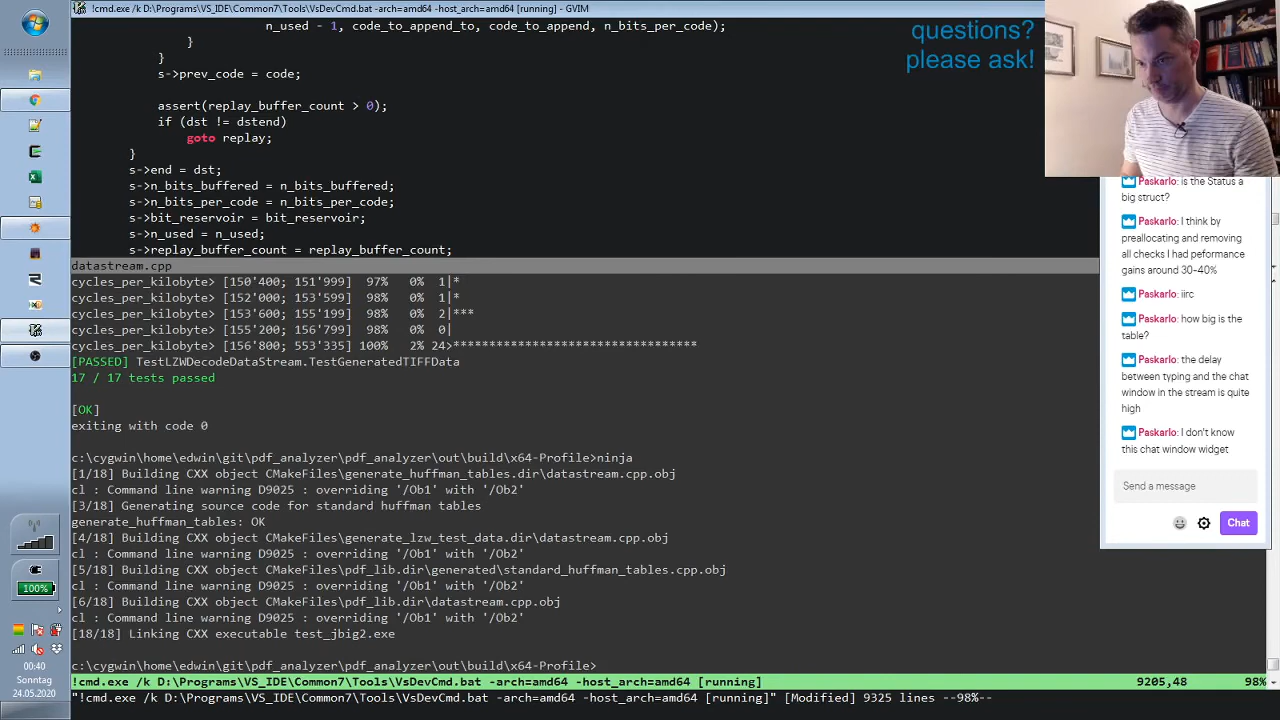 !cmd.exe /k D:\Programs\VS_IDE\Common7\Tools\VsDevCmd.bat -arch=amd64 -host_arch=amd64 [running] - GVIM
n_used - 1, code_to_append_to, code_to_append, n_bits_per_code);
}
}
s->prev_code = code;
assert(replay_buffer_count > 0);
if (dst != dstend)
goto replay;
}
s->end = dst;
s->n_bits_buffered = n_bits_buffered;
s->n_bits_per_code = n_bits_per_code;
s->bit_reservoir = bit_reservoir;
s->n_used = n_used;
s->replay_buffer_count = replay_buffer_count;
datastream.cpp
cycles_per_kilobyte> [150'400; 151'999]  97%   0%  1|*
cycles_per_kilobyte> [152'000; 153'599]  98%   0%  1|*
cycles_per_kilobyte> [153'600; 155'199]  98%   0%  2|***
cycles_per_kilobyte> [155'200; 156'799]  98%   0%  0|
cycles_per_kilobyte> [156'800; 553'335] 100%   2% 24>**********************************
[PASSED] TestLZWDecodeDataStream.TestGeneratedTIFFData
17 / 17 tests passed
[OK]
exiting with code 0
c:\cygwin\home\edwin\git\pdf_analyzer\pdf_analyzer\out\build\x64-Profile>ninja
[1/18] Building CXX object CMakeFiles\generate_huffman_tables.dir\datastream.cpp.obj
cl : Command line warning D9025 : overriding '/Ob1' with '/Ob2'
[3/18] Generating source code for standard huffman tables
generate_huffman_tables: OK
[4/18] Building CXX object CMakeFiles\generate_lzw_test_data.dir\datastream.cpp.obj
cl : Command line warning D9025 : overriding '/Ob1' with '/Ob2'
[5/18] Building CXX object CMakeFiles\pdf_lib.dir\generated\standard_huffman_tables.cpp.obj
cl : Command line warning D9025 : overriding '/Ob1' with '/Ob2'
[6/18] Building CXX object CMakeFiles\pdf_lib.dir\datastream.cpp.obj
cl : Command line warning D9025 : overriding '/Ob1' with '/Ob2'
[18/18] Linking CXX executable test_jbig2.exe
c:\cygwin\home\edwin\git\pdf_analyzer\pdf_analyzer\out\build\x64-Profile>
!cmd.exe /k D:\Programs\VS_IDE\Common7\Tools\VsDevCmd.bat -arch=amd64 -host_arch=amd64 [running] 9205,48 98%
"!cmd.exe /k D:\Programs\VS_IDE\Common7\Tools\VsDevCmd.bat -arch=amd64 -host_arch=amd64 [running]" [Modified] 9325 lines --98%--
questions?
please ask!
Paskarlo: is the Status a
big struct?
Paskarlo: I think by
preallocating and removing
all checks I had peformance
gains around 30-40%
Paskarlo: iirc
Paskarlo: how big is the
table?
Paskarlo: the delay
between typing and the chat
window in the stream is quite
high
Paskarlo: I don't know
this chat window widget
Send a message
Chat
100%
00:40
Sonntag
24.05.2020